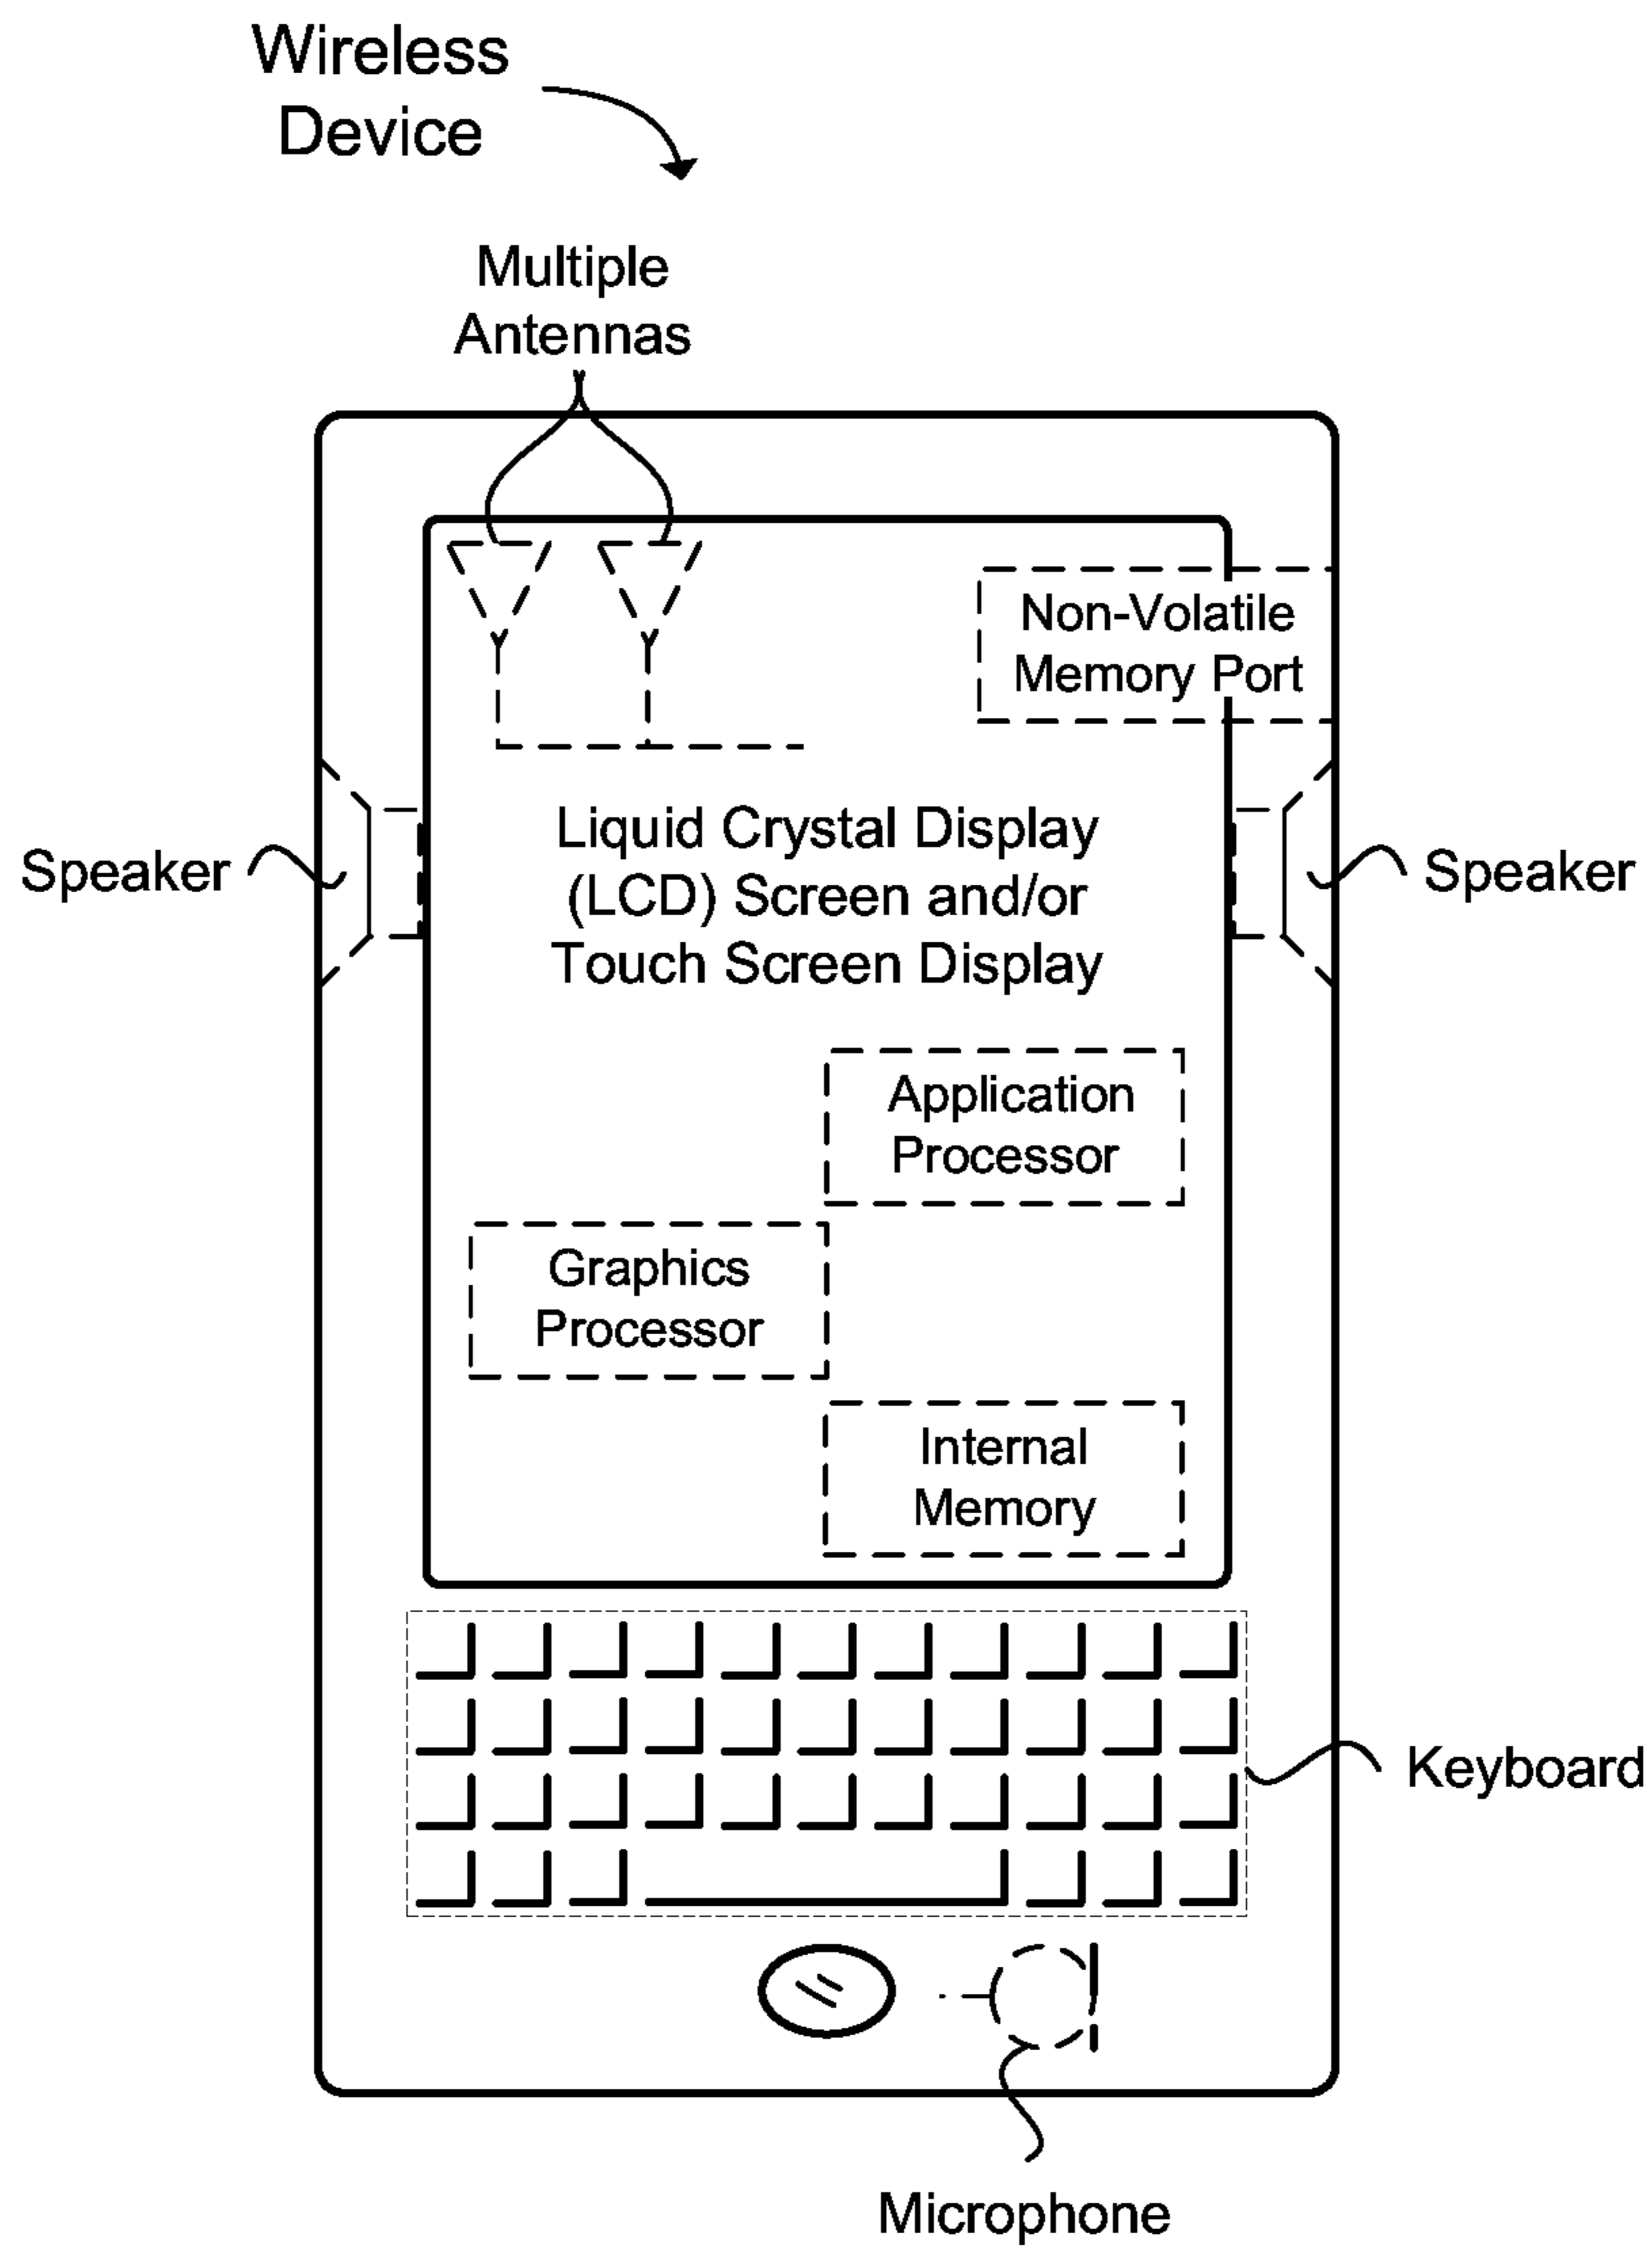 Wireless
Device
Multiple
Antennas
Non-Volatile
Memory Port
Speaker
Liquid Crystal Display
(LCD) Screen and/or
Touch Screen Display
Speaker
Application
Processor
Graphics
Processor
Internal
Memory
Keyboard
Microphone